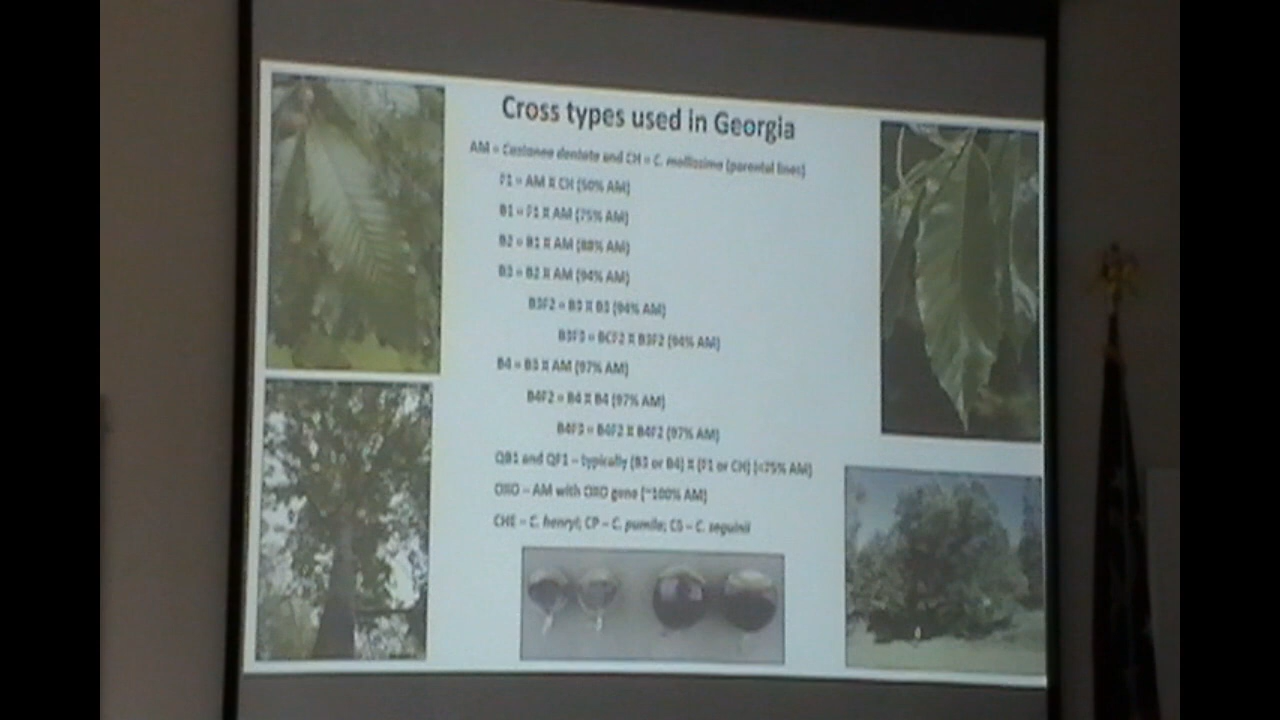 Cross types used in Georgia
AM = Castanea dentata and CH = C. mollissima (parental lines)
F1 = AM X CH (50% AM)
B1 = F1 X AM (75% AM)
B2 = B1 X AM (88% AM)
B3 = B2 X AM (94% AM)
B3F2 = B3 X B3 (94% AM)
B3F3 = BCF2 X B3F2 (94% AM)
B4 = B3 X AM (97% AM)
B4F2 = B4 X B4 (97% AM)
B4F3 = B4F2 X B4F2 (97% AM)
QB1 and QF1 – typically (B3 or B4) X (F1 or CH) (<75% AM)
OXO – AM with OXO gene (~100% AM)
CHE – C. henryi; CP – C. pumila; CS – C. seguinii